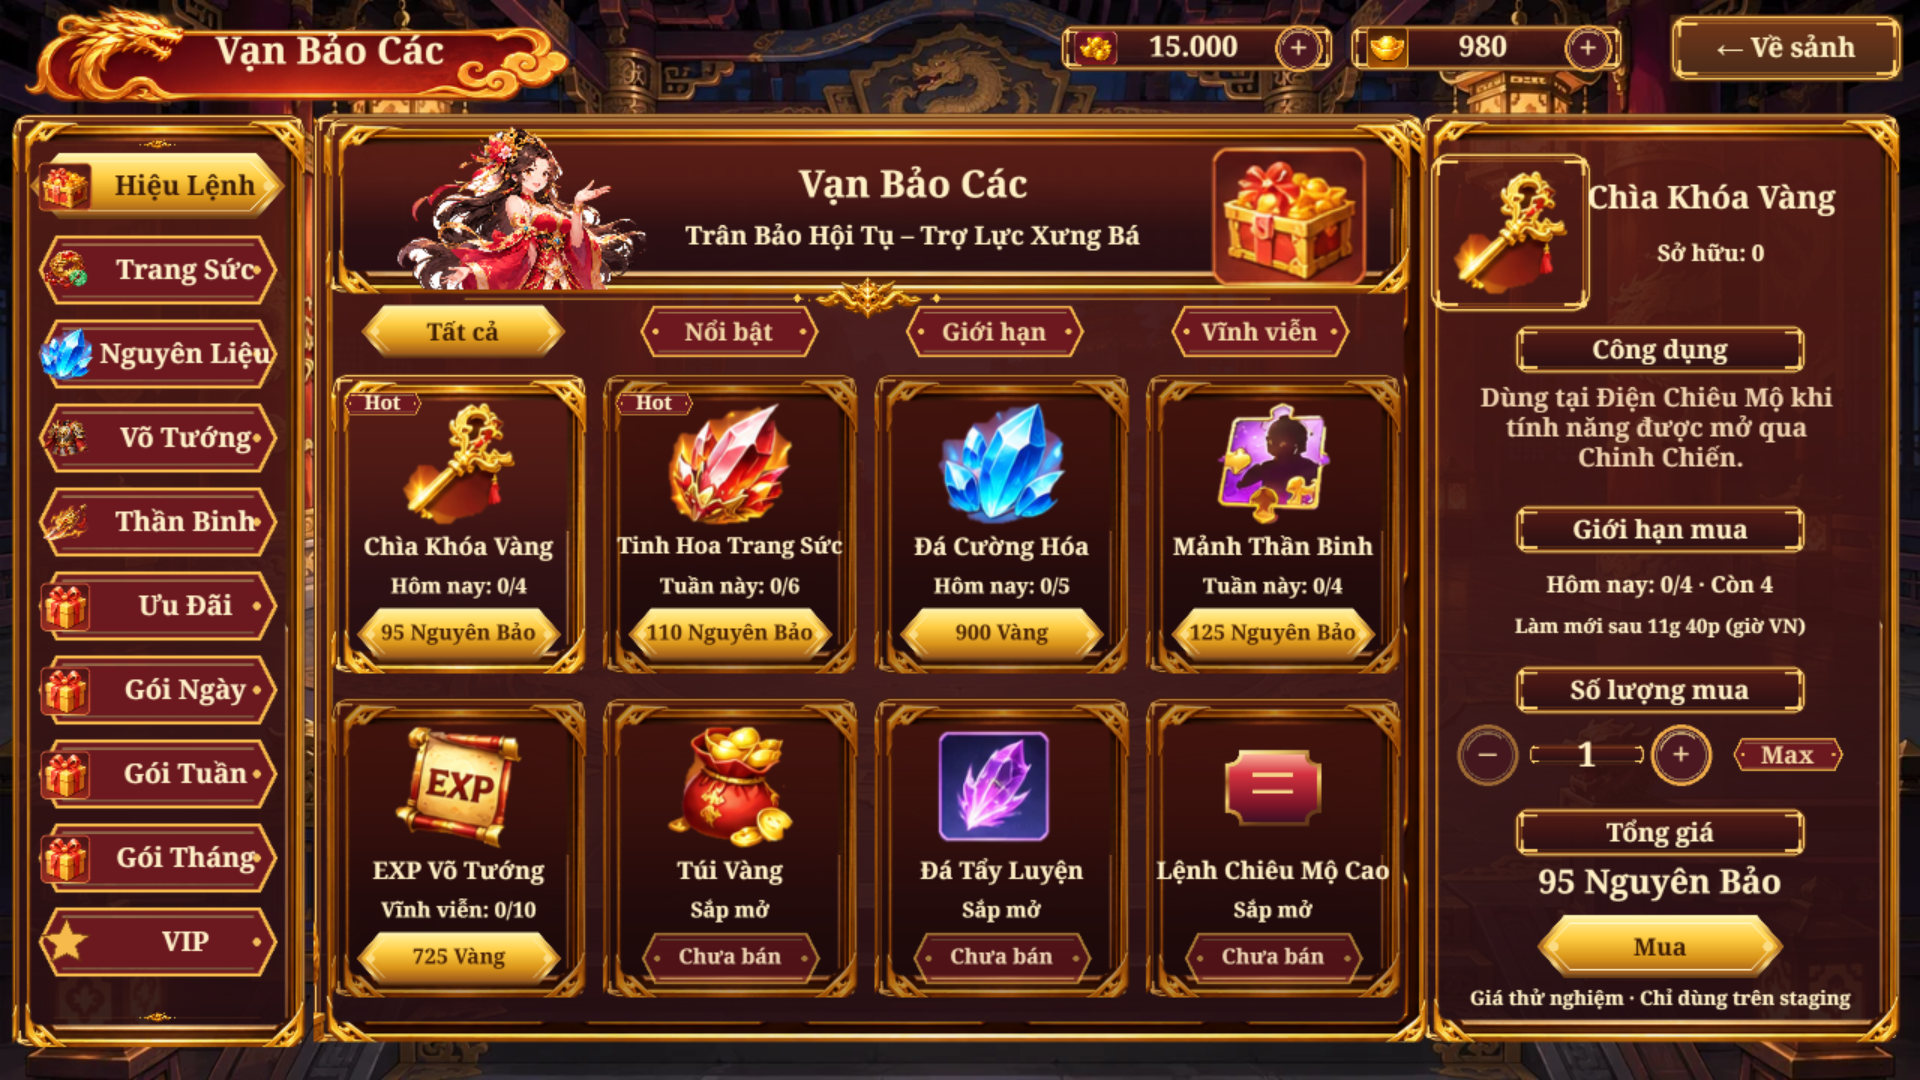 Vạn Bảo Các
15.000
980
← Về sảnh
Hiệu Lệnh
Trang Sức
Nguyên Liệu
Võ Tướng
Thần Binh
Ưu Đãi
Gói Ngày
Gói Tuần
Gói Tháng
VIP
Vạn Bảo Các
Trân Bảo Hội Tụ – Trợ Lực Xưng Bá
Tất cả
Nổi bật
Giới hạn
Vĩnh viễn
Hot
Chìa Khóa Vàng
Hôm nay: 0/4
95 Nguyên Bảo
Hot
Tinh Hoa Trang Sức
Tuần này: 0/6
110 Nguyên Bảo
Đá Cường Hóa
Hôm nay: 0/5
900 Vàng
Mảnh Thần Binh
Tuần này: 0/4
125 Nguyên Bảo
EXP
EXP Võ Tướng
Vĩnh viễn: 0/10
725 Vàng
Túi Vàng
Sắp mở
Chưa bán
Đá Tẩy Luyện
Sắp mở
Chưa bán
Lệnh Chiêu Mộ Cao
Sắp mở
Chưa bán
Chìa Khóa Vàng
Sở hữu: 0
Công dụng
Dùng tại Điện Chiêu Mộ khi
tính năng được mở qua
Chinh Chiến.
Giới hạn mua
Hôm nay: 0/4 · Còn 4
Làm mới sau 11g 40p (giờ VN)
Số lượng mua
− 1 + Max
Tổng giá
95 Nguyên Bảo
Mua
Giá thử nghiệm · Chỉ dùng trên staging